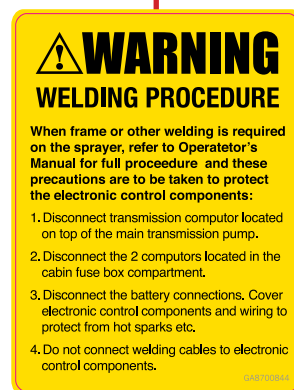 WARNING
WELDING PROCEDURE
When frame or other welding is required
on the sprayer, refer to Operatetor's
Manual for full proceedure and these
precautions are to be taken to protect
the electronic control components:
1. Disconnect transmission computor located
on top of the main transmission pump.
2. Disconnect the 2 computors located in the
cabin fuse box compartment.
3. Disconnect the battery connections. Cover
electronic control components and wiring to
protect from hot sparks etc.
4. Do not connect welding cables to electronic
control components.
GA8700844